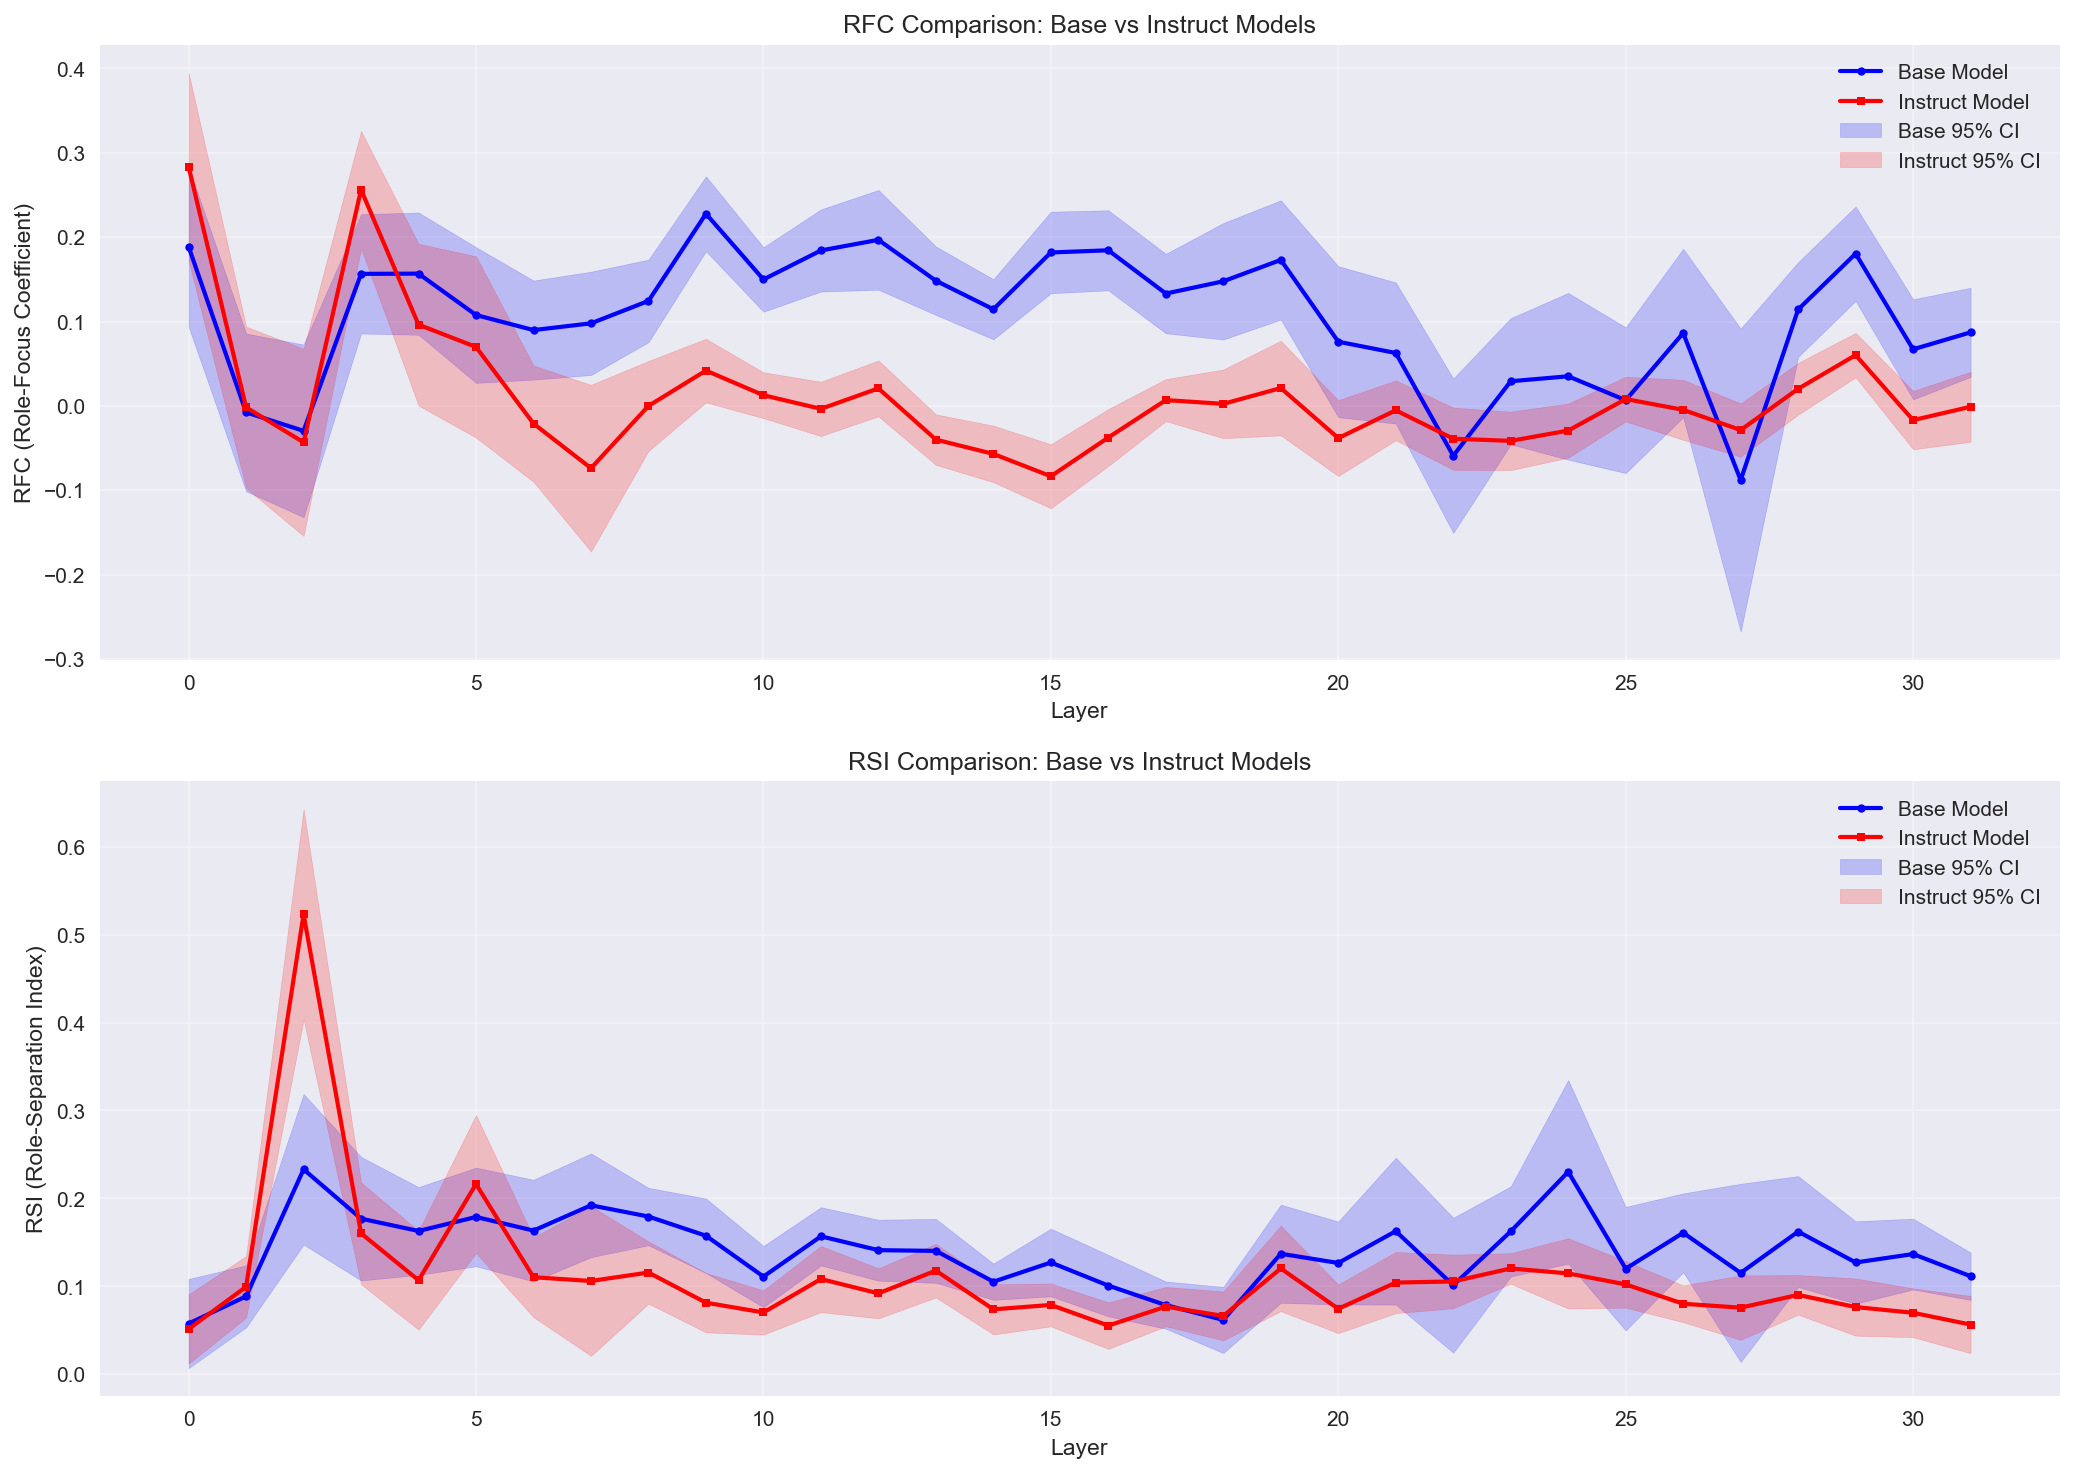 RFC Comparison: Base vs Instruct Models
Base Model
Instruct Model
Base 95% CI
Instruct 95% CI
RFC (Role-Focus Coefficient)
0.4
0.3
0.2
0.1
0.0
−0.1
−0.2
−0.3
0 5 10 15 20 25 30
Layer
RSI Comparison: Base vs Instruct Models
Base Model
Instruct Model
Base 95% CI
Instruct 95% CI
RSI (Role-Separation Index)
0.6
0.5
0.4
0.3
0.2
0.1
0.0
0 5 10 15 20 25 30
Layer